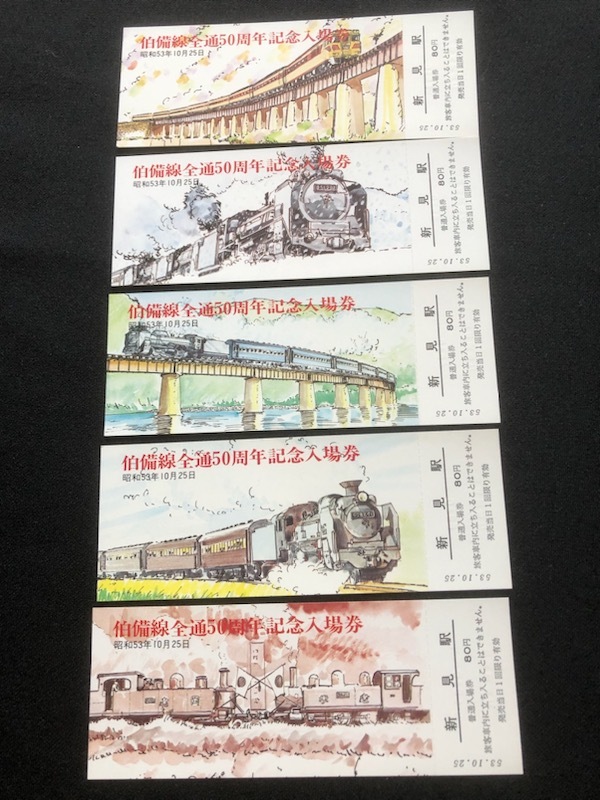 伯備線全通50周年記念入場券
昭和53年10月25日
新見駅
普通入場券 80円
旅客車内に立ち入ることはできません。
発売当日1回限り有効
53.10.25
伯備線全通50周年記念入場券
昭和53年10月25日
新見駅
普通入場券 80円
旅客車内に立ち入ることはできません。
発売当日1回限り有効
53.10.25
伯備線全通50周年記念入場券
昭和53年10月25日
新見駅
普通入場券 80円
旅客車内に立ち入ることはできません。
発売当日1回限り有効
53.10.25
伯備線全通50周年記念入場券
昭和53年10月25日
新見駅
普通入場券 80円
旅客車内に立ち入ることはできません。
発売当日1回限り有効
53.10.25
伯備線全通50周年記念入場券
昭和53年10月25日
新見駅
普通入場券 80円
旅客車内に立ち入ることはできません。
発売当日1回限り有効
53.10.25